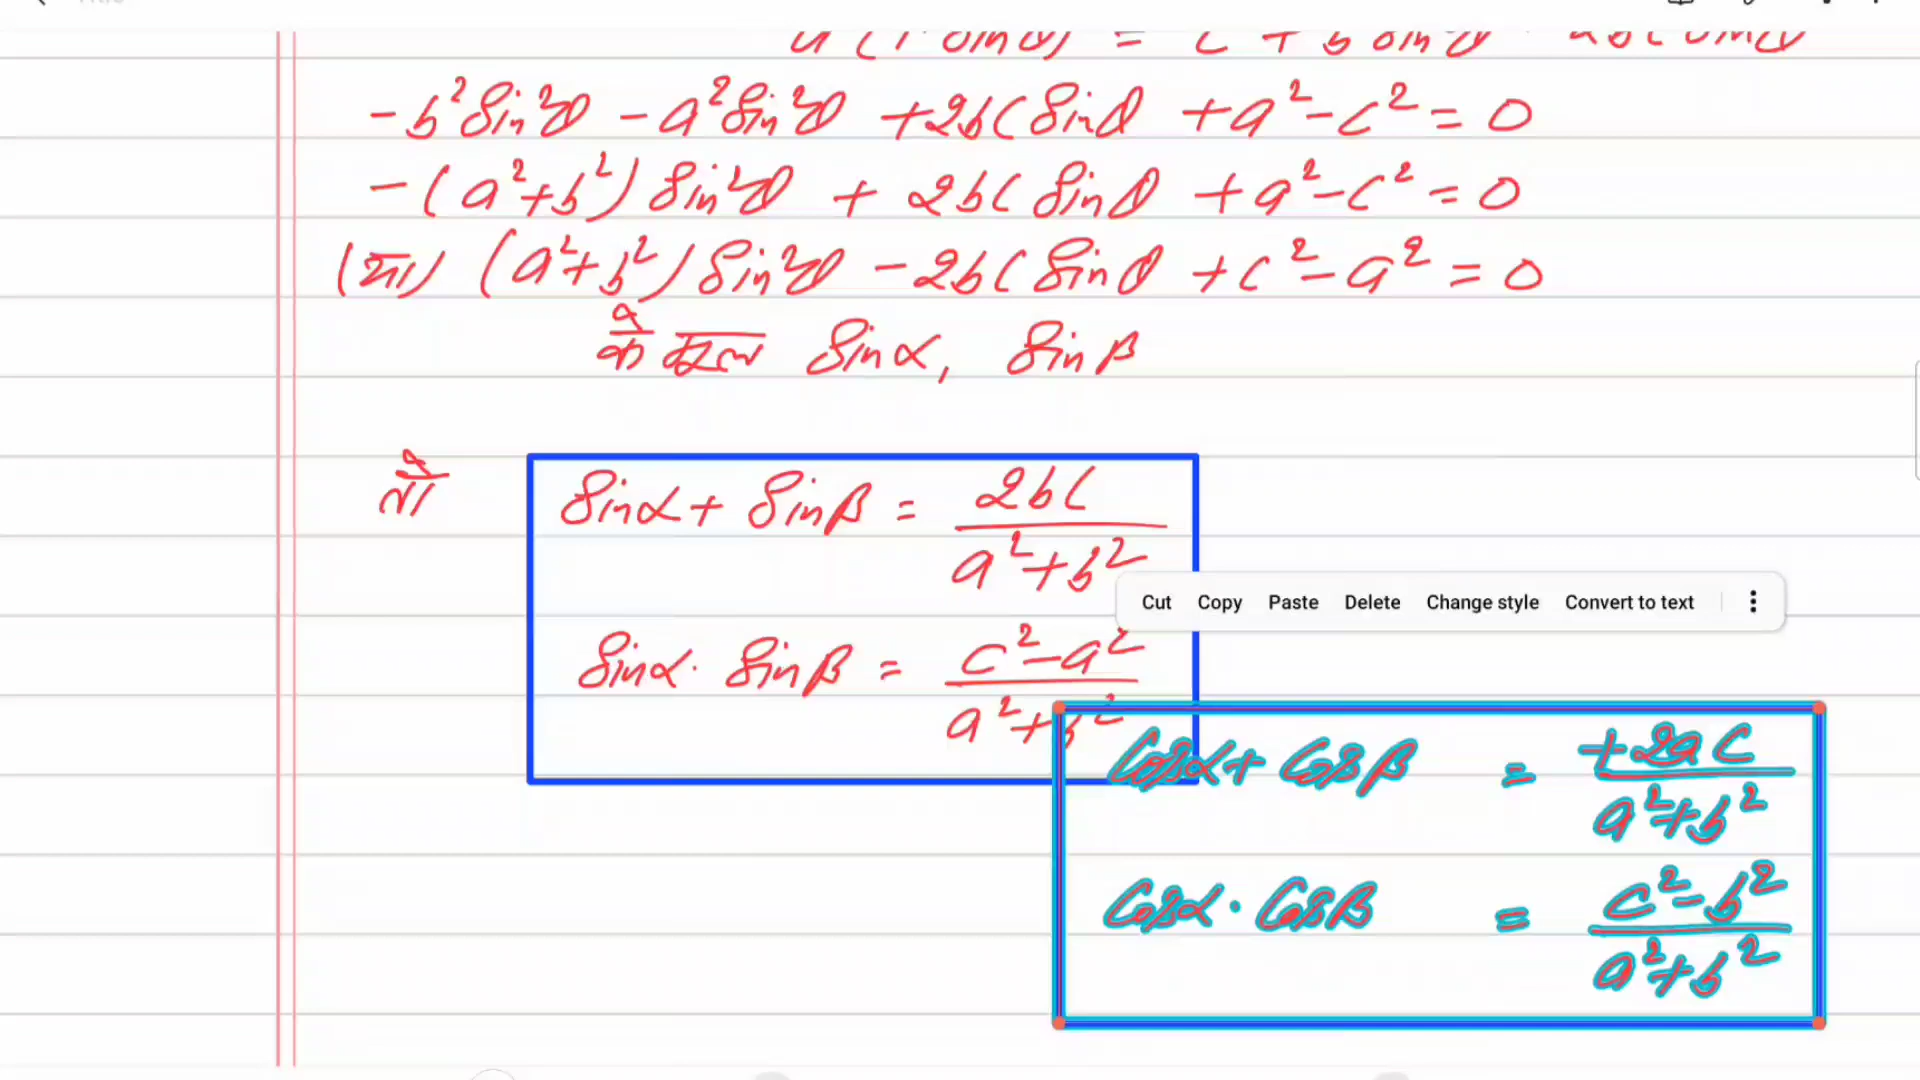 -b²sin²θ - a²sin²θ + 2bc sinθ + a² - c² = 0
-(a²+b²) sin²θ + 2bc sinθ + a² - c² = 0
(या) (a²+b²) sin²θ - 2bc sinθ + c² - a² = 0
के मूल sinα, sinβ
तो sinα + sinβ = 2bc / a²+b²
Cut Copy Paste Delete Change style Convert to text
sinα · sinβ = c²-a² / a²+b²
cosα + cosβ = +2ac / a²+b²
cosα · cosβ = c²-b² / a²+b²